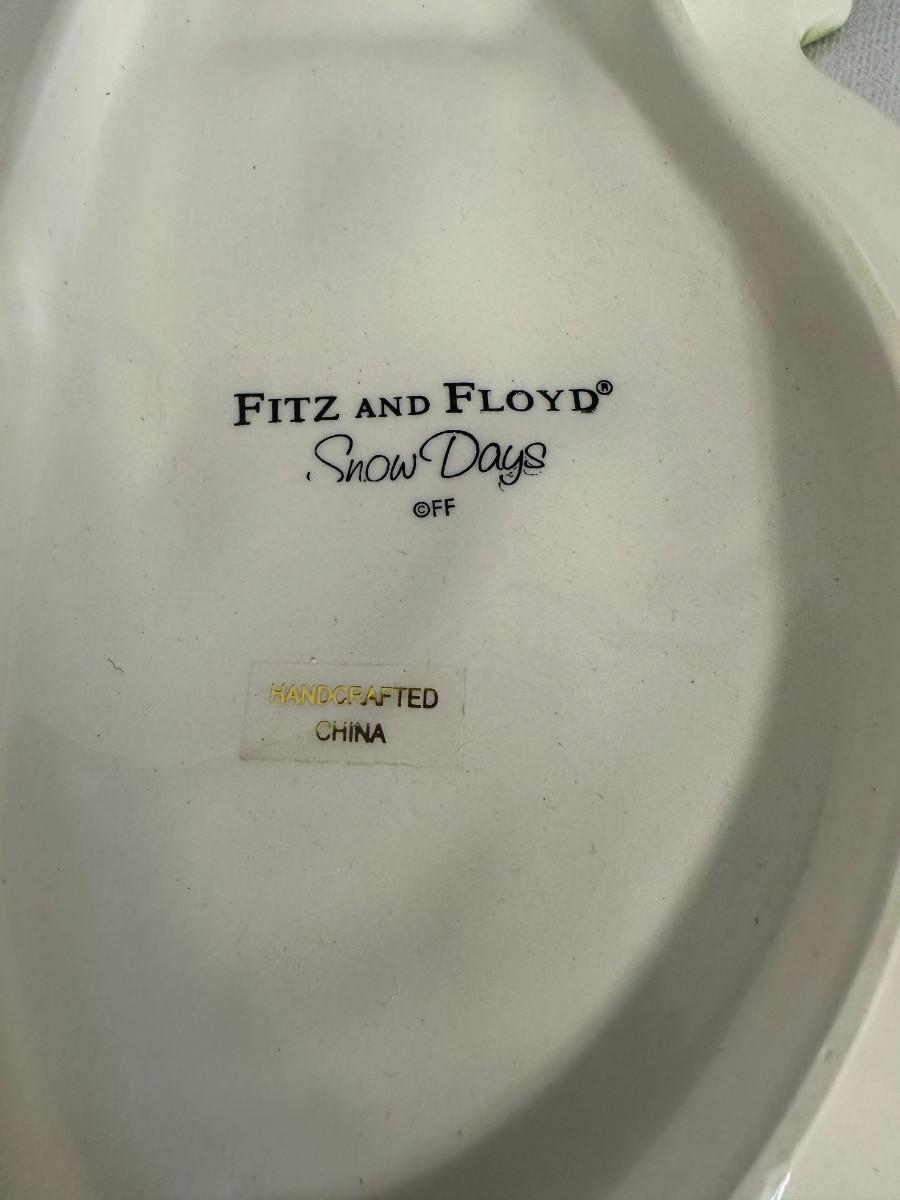 FITZ AND FLOYD®
Snow Days
©FF
HANDCRAFTED
CHINA